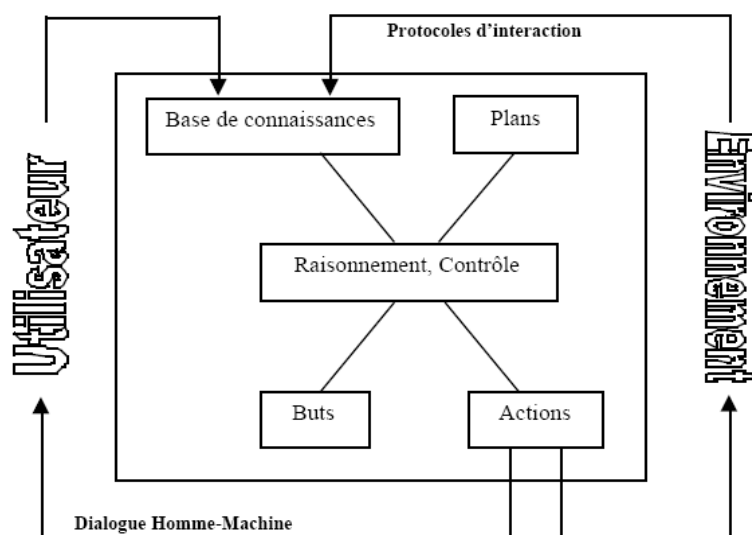 Protocoles d’interaction
Base de connaissances
Plans
Utilisateur
Environnement
Raisonnement, Contrôle
Buts
Actions
Dialogue Homme-Machine